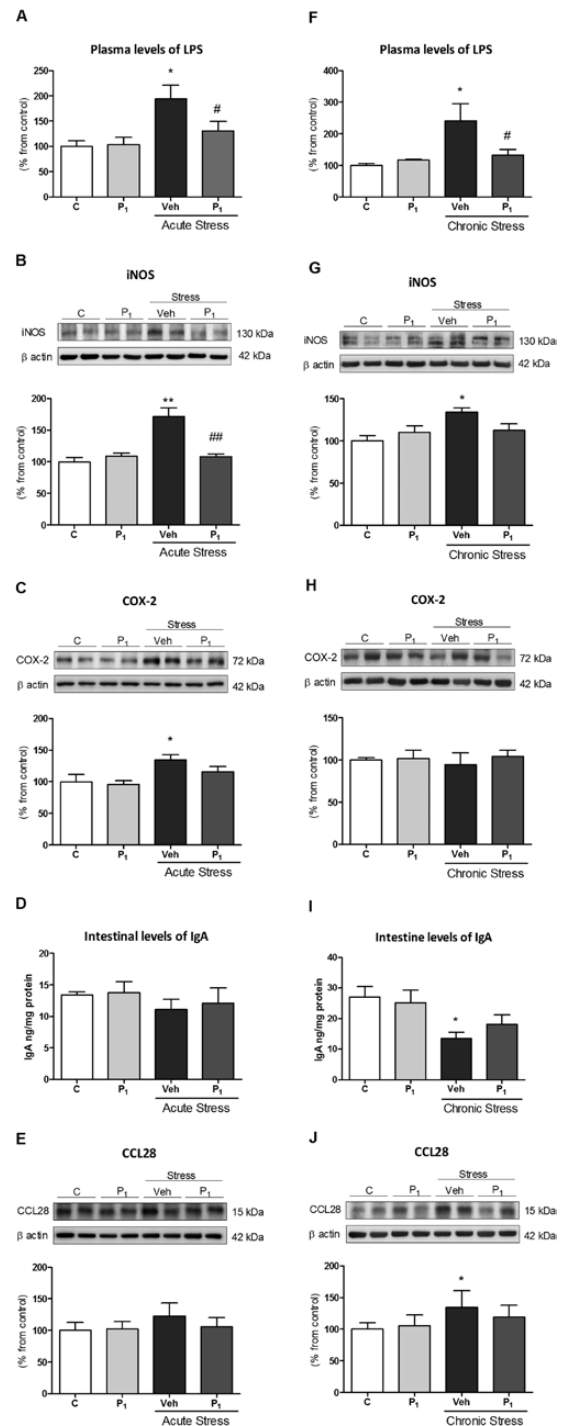 A
Plasma levels of LPS
(% from control)
250
200
150
100
50
0
*
#
C P1 Veh P1
Acute Stress
B
iNOS
Stress
C P1 Veh P1
iNOS 130 kDa
β actin 42 kDa
(% from control)
200
150
100
50
0
**
##
C P1 Veh P1
Acute Stress
C
COX-2
Stress
C P1 Veh P1
COX-2 72 kDa
β actin 42 kDa
(% from control)
200
150
100
50
0
*
C P1 Veh P1
Acute Stress
D
Intestinal levels of IgA
IgA ng/mg protein
20
15
10
5
0
C P1 Veh P1
Acute Stress
E
CCL28
Stress
C P1 Veh P1
CCL28 15 kDa
β actin 42 kDa
(% from control)
200
150
100
50
0
C P1 Veh P1
Acute Stress
F
Plasma levels of LPS
(% from control)
400
300
200
100
0
*
#
C P1 Veh P1
Chronic Stress
G
iNOS
Stress
C P1 Veh P1
iNOS 130 kDa
β actin 42 kDa
(% from control)
150
100
50
0
*
C P1 Veh P1
Chronic Stress
H
COX-2
Stress
C P1 Veh P1
COX-2 72 kDa
β actin 42 kDa
(% from control)
150
100
50
0
C P1 Veh P1
Chronic Stress
I
Intestine levels of IgA
IgA ng/mg protein
40
30
20
10
0
*
C P1 Veh P1
Chronic Stress
J
CCL28
Stress
C P1 Veh P1
CCL28 15 kDa
β actin 42 kDa
(% from control)
200
150
100
50
0
*
C P1 Veh P1
Chronic Stress